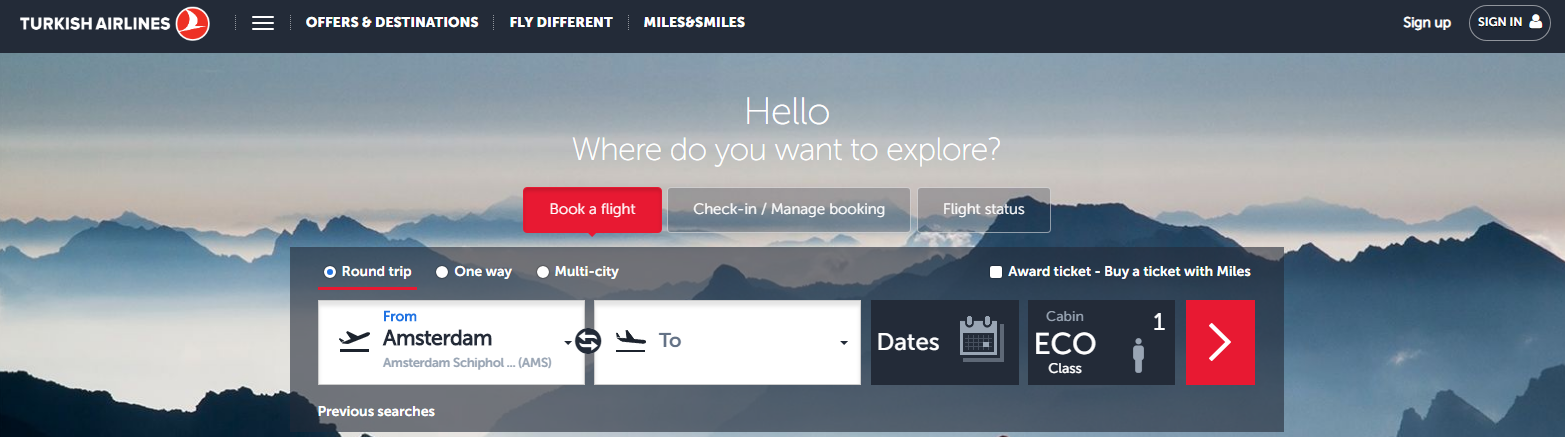 TURKISH AIRLINES
OFFERS & DESTINATIONS
FLY DIFFERENT
MILES&SMILES
Sign up
SIGN IN
Hello
Where do you want to explore?
Book a flight
Check-in / Manage booking
Flight status
Round trip
One way
Multi-city
Award ticket - Buy a ticket with Miles
From
Amsterdam
Amsterdam Schiphol ... (AMS)
To
Dates
Cabin
ECO
Class
1
Previous searches